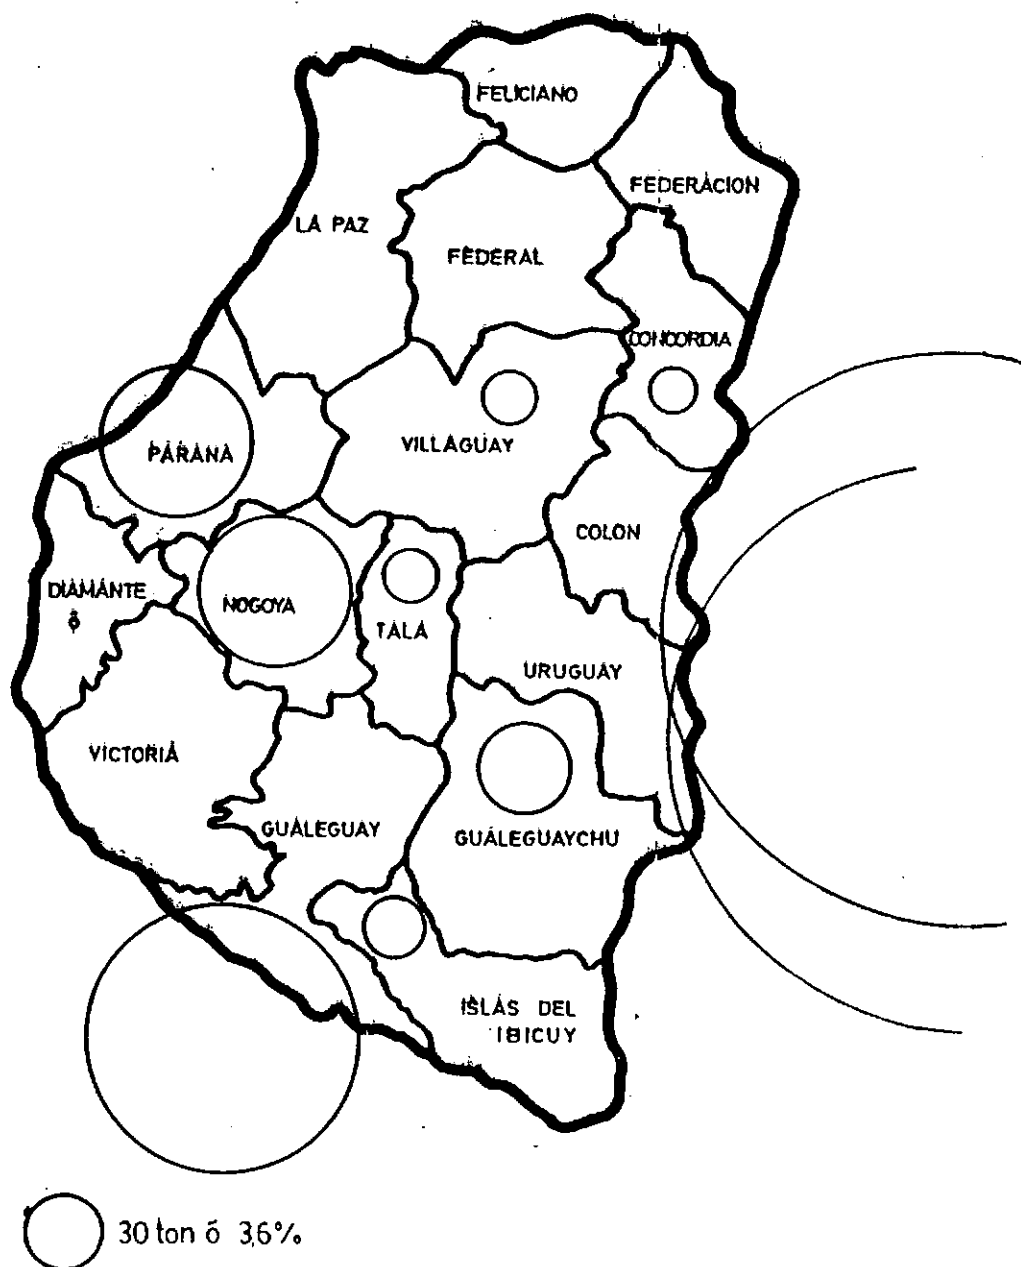 FELICIANO
FEDERACION
LA PAZ
FEDERAL
CONCORDIA
PARANA
VILLAGUAY
COLON
DIAMANTE
NOGOYA
TALA
URUGUAY
VICTORIA
GUALEGUAY
GUALEGUAYCHU
ISLAS DEL
IBICUY
30 ton ó 3,6%